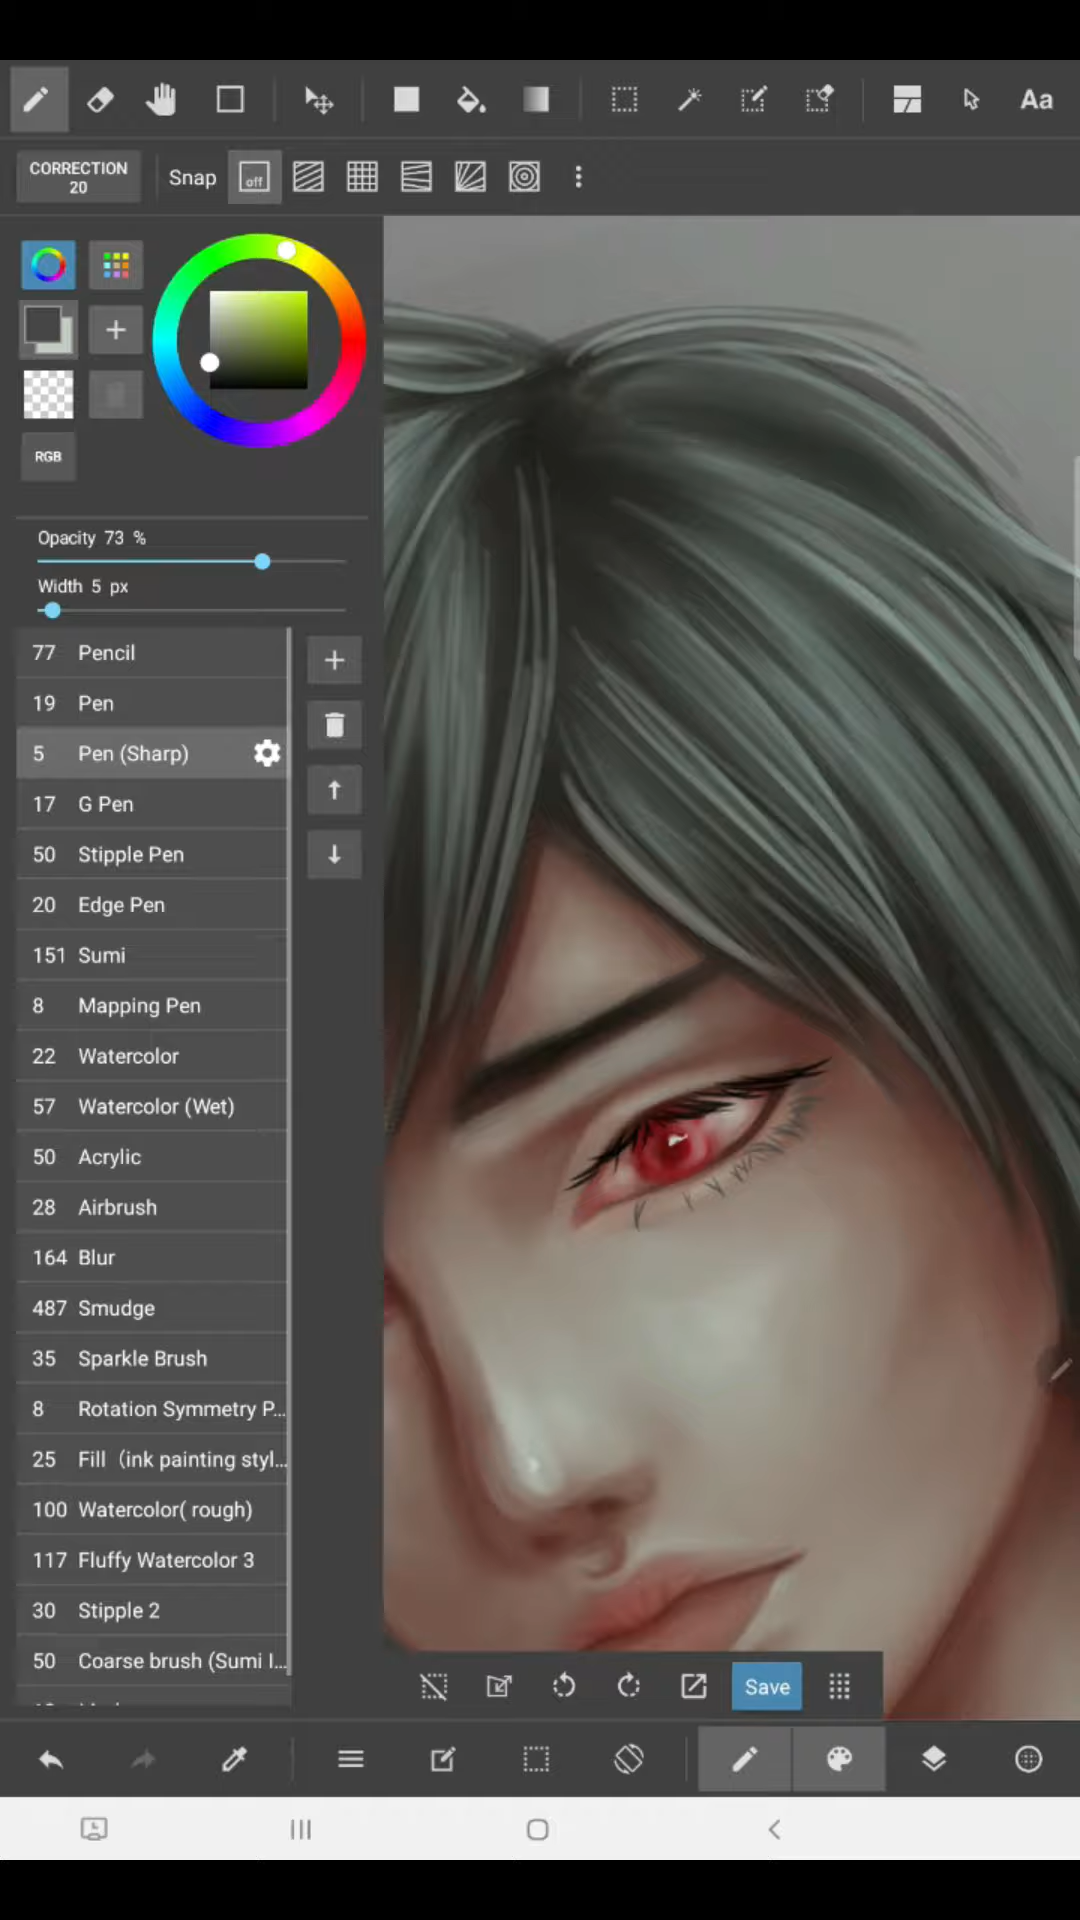 Aa
CORRECTION
20
Snap
off
RGB
Opacity 73 %
Width 5 px
77 Pencil
19 Pen
5 Pen (Sharp)
17 G Pen
50 Stipple Pen
20 Edge Pen
151 Sumi
8 Mapping Pen
22 Watercolor
57 Watercolor (Wet)
50 Acrylic
28 Airbrush
164 Blur
487 Smudge
35 Sparkle Brush
8 Rotation Symmetry P...
25 Fill（ink painting styl...
100 Watercolor( rough)
117 Fluffy Watercolor 3
30 Stipple 2
50 Coarse brush (Sumi I...
Save